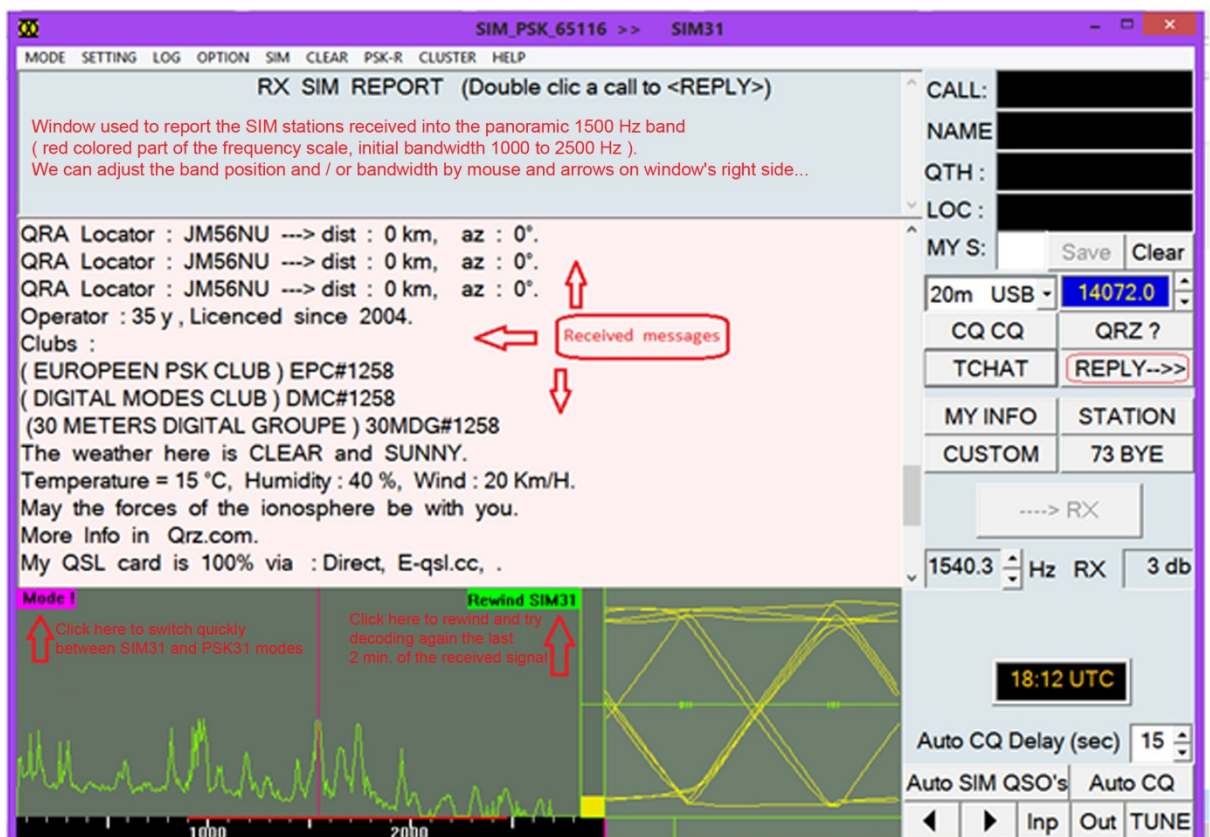 SIM_PSK_65116 >> SIM31
MODE SETTING LOG OPTION SIM CLEAR PSK-R CLUSTER HELP
RX SIM REPORT (Double clic a call to <REPLY>)
Window used to report the SIM stations received into the panoramic 1500 Hz band
( red colored part of the frequency scale, initial bandwidth 1000 to 2500 Hz ).
We can adjust the band position and / or bandwidth by mouse and arrows on window's right side...
QRA Locator : JM56NU ---> dist : 0 km, az : 0°.
QRA Locator : JM56NU ---> dist : 0 km, az : 0°.
QRA Locator : JM56NU ---> dist : 0 km, az : 0°.
Operator : 35 y , Licenced since 2004.
Clubs :
( EUROPEEN PSK CLUB ) EPC#1258
( DIGITAL MODES CLUB ) DMC#1258
(30 METERS DIGITAL GROUPE ) 30MDG#1258
The weather here is CLEAR and SUNNY.
Temperature = 15 °C, Humidity : 40 %, Wind : 20 Km/H.
May the forces of the ionosphere be with you.
More Info in Qrz.com.
My QSL card is 100% via : Direct, E-qsl.cc, .
Received messages
Mode !
Click here to switch quickly
between SIM31 and PSK31 modes
Rewind SIM31
Click here to rewind and try
decoding again the last
2 min. of the received signal
1000 2000
CALL:
NAME
QTH :
LOC :
MY S: Save Clear
20m USB 14072.0
CQ CQ QRZ ?
TCHAT REPLY-->>
MY INFO STATION
CUSTOM 73 BYE
----> RX
1540.3 Hz RX 3 db
18:12 UTC
Auto CQ Delay (sec) 15
Auto SIM QSO's Auto CQ
Inp Out TUNE